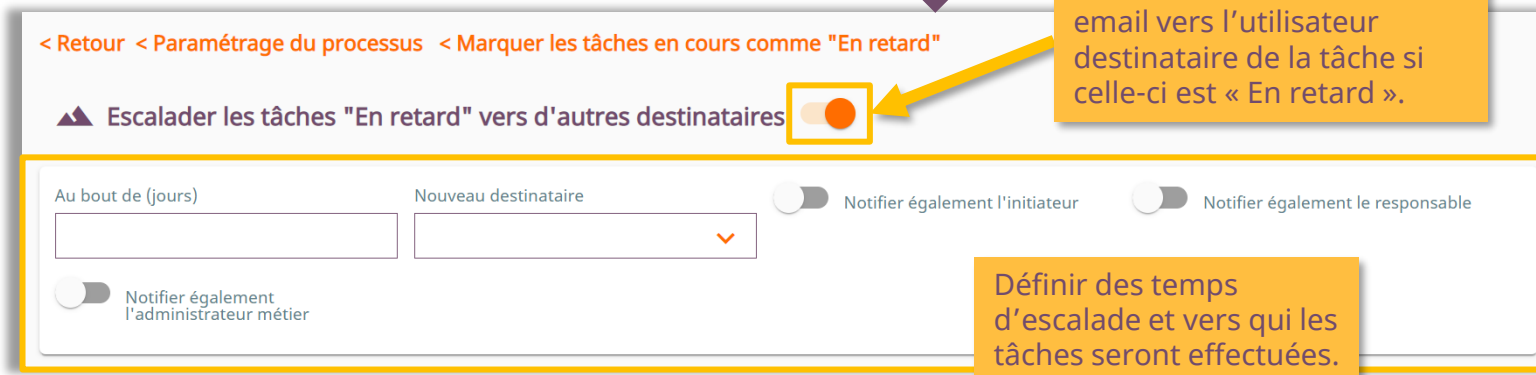 email vers l’utilisateur
destinataire de la tâche si
celle-ci est « En retard ».
< Retour < Paramétrage du processus < Marquer les tâches en cours comme "En retard"
Escalader les tâches "En retard" vers d'autres destinataires
Au bout de (jours)
Nouveau destinataire
Notifier également l'initiateur
Notifier également le responsable
Notifier également
l'administrateur métier
Définir des temps
d’escalade et vers qui les
tâches seront effectuées.